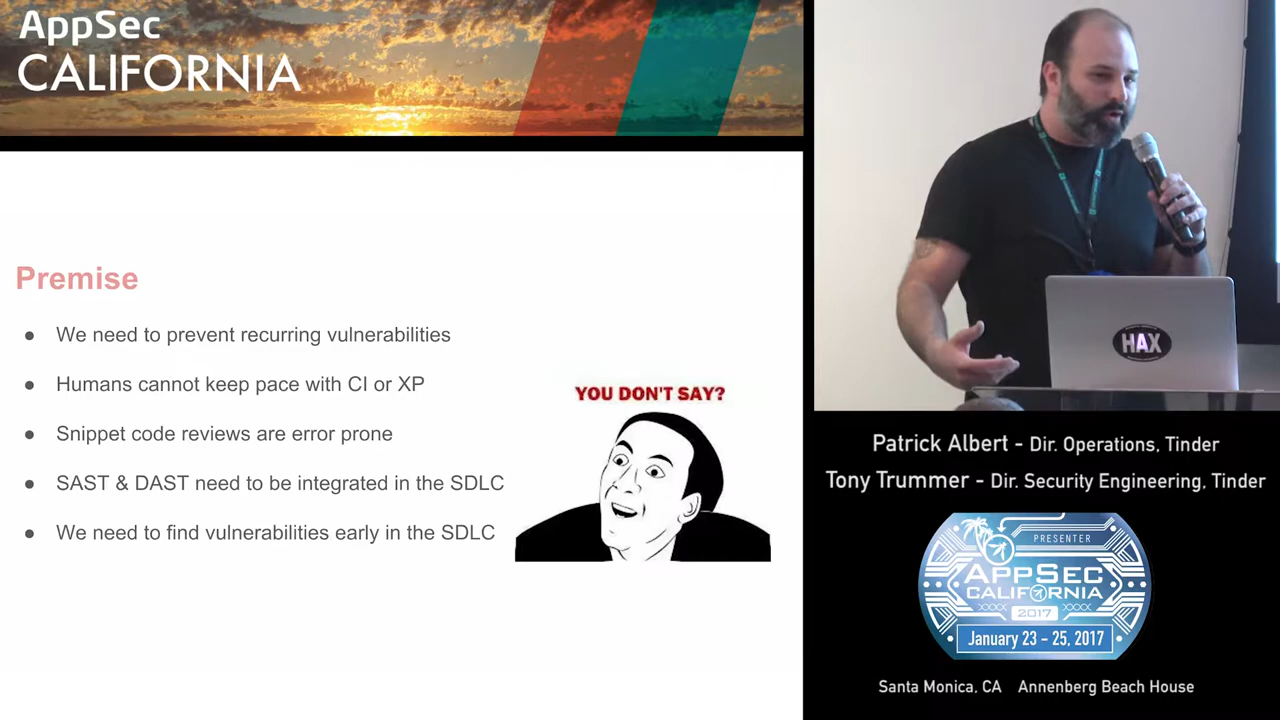 AppSec
CALIFORNIA
Premise
● We need to prevent recurring vulnerabilities
● Humans cannot keep pace with CI or XP
● Snippet code reviews are error prone
● SAST & DAST need to be integrated in the SDLC
● We need to find vulnerabilities early in the SDLC
YOU DON'T SAY?
HAX
Patrick Albert - Dir. Operations, Tinder
Tony Trummer - Dir. Security Engineering, Tinder
PRESENTER
APPSEC
CALIFORNIA
2017
January 23 - 25, 2017
Santa Monica, CA Annenberg Beach House